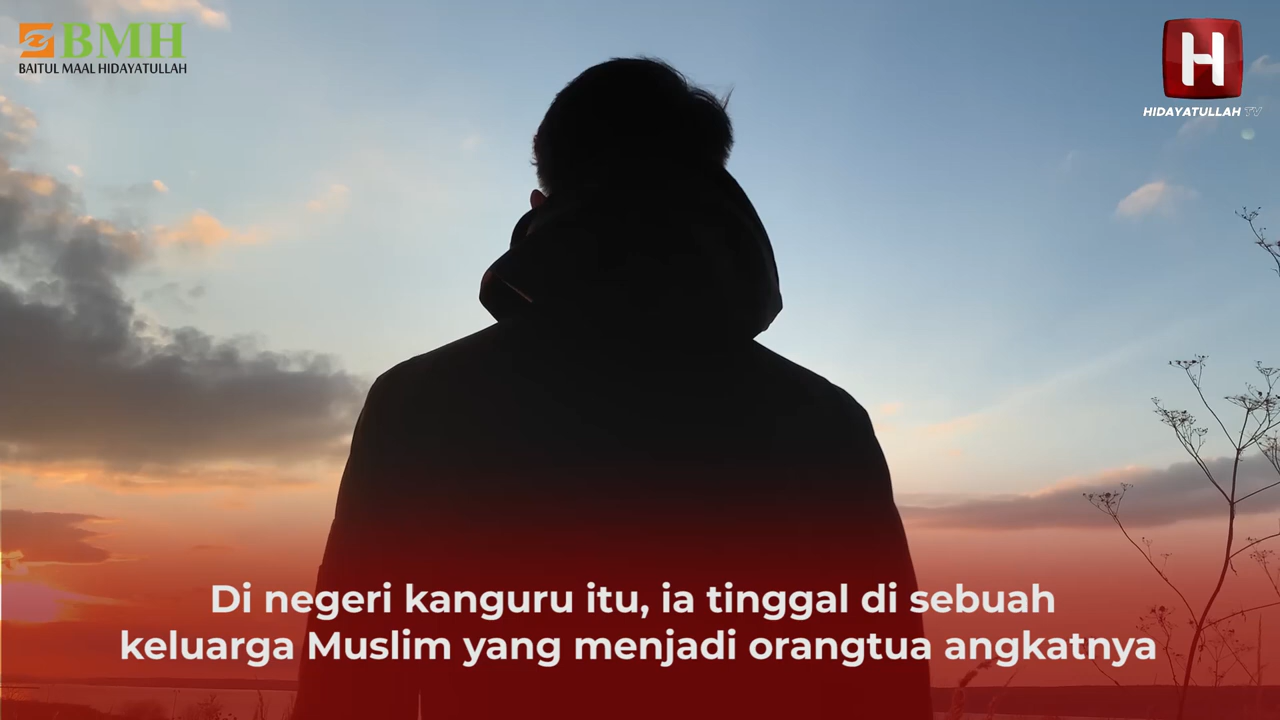 BMH
BAITUL MAAL HIDAYATULLAH
H
HIDAYATULLAH TV
Di negeri kanguru itu, ia tinggal di sebuah
keluarga Muslim yang menjadi orangtua angkatnya